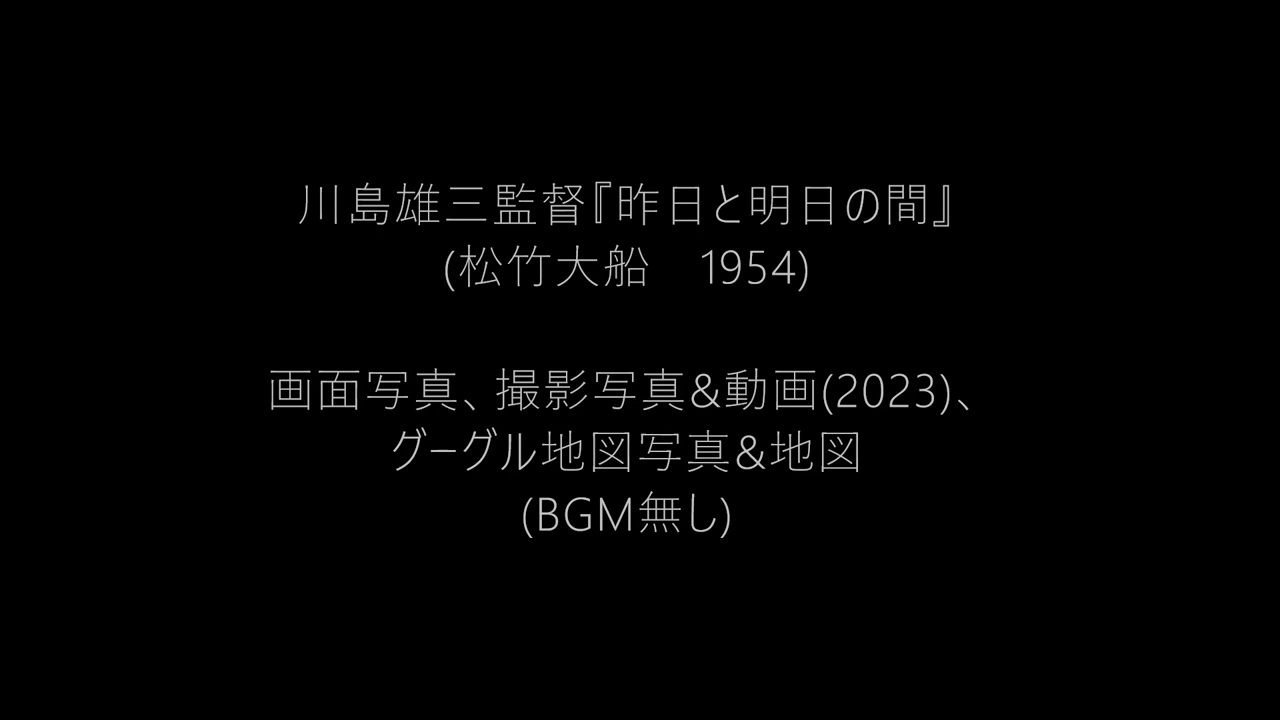 川島雄三監督『昨日と明日の間』
(松竹大船　1954)
画面写真、撮影写真&動画(2023)、
グーグル地図写真&地図
(BGM無し)